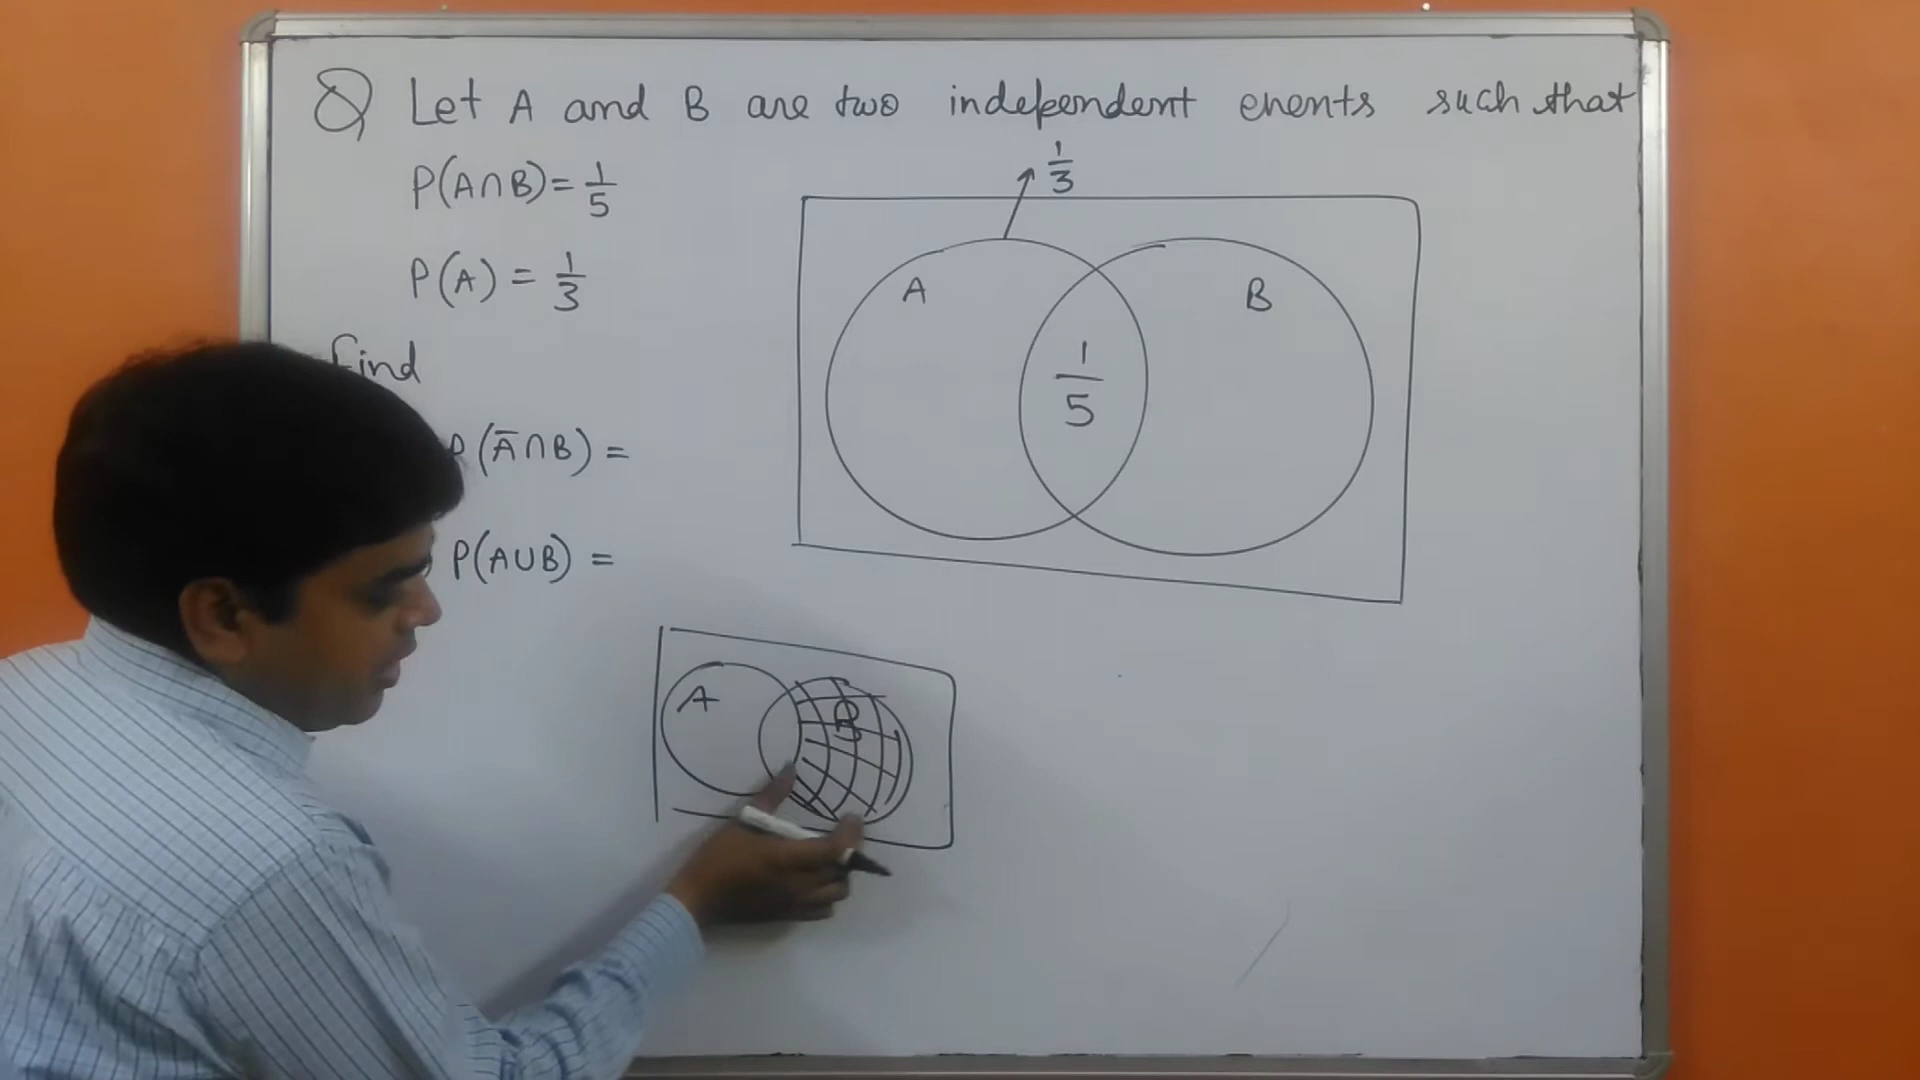 Q Let A and B are two independent events such that
P(A∩B) = 1/5
P(A) = 1/3
Find
P(A̅∩B) =
P(A∪B) =
1/3
A
B
1/5
A
B